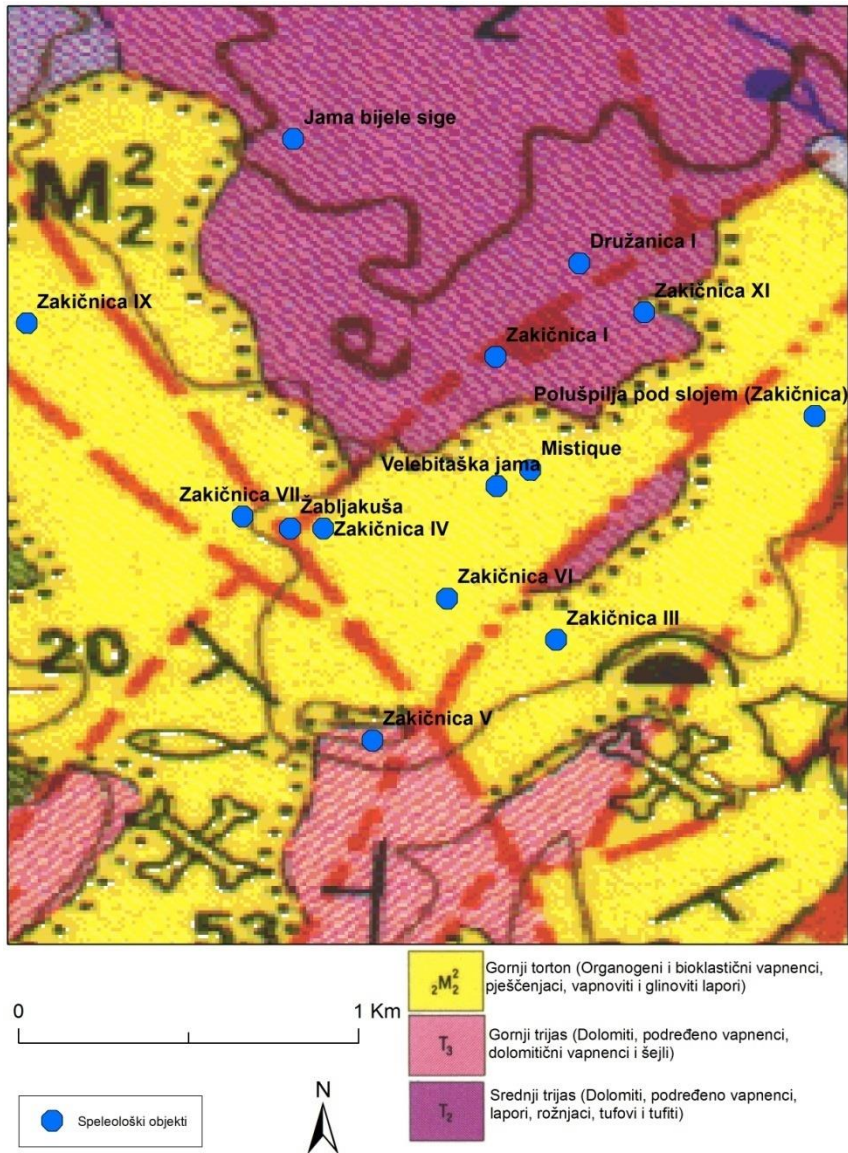 2
Jama bijele sige
M²₂
Družanica I
Zakičnica IX
Zakičnica XI
e
Zakičnica I
Polušpilja pod slojem (Zakičnica)
Mistique
Velebitaška jama
Zakičnica VII
Žabljakuša
Zakičnica IV
Zakičnica VI
20
Zakičnica III
Zakičnica V
53
0
1 Km
₂M²₂
Gornji torton (Organogeni i bioklastični vapnenci,
pješčenjaci, vapnoviti i glinoviti lapori)
T₃
Gornji trijas (Dolomiti, podređeno vapnenci,
dolomitični vapnenci i šejli)
T₂
Srednji trijas (Dolomiti, podređeno vapnenci,
lapori, rožnjaci, tufovi i tufiti)
N
Speleološki objekti